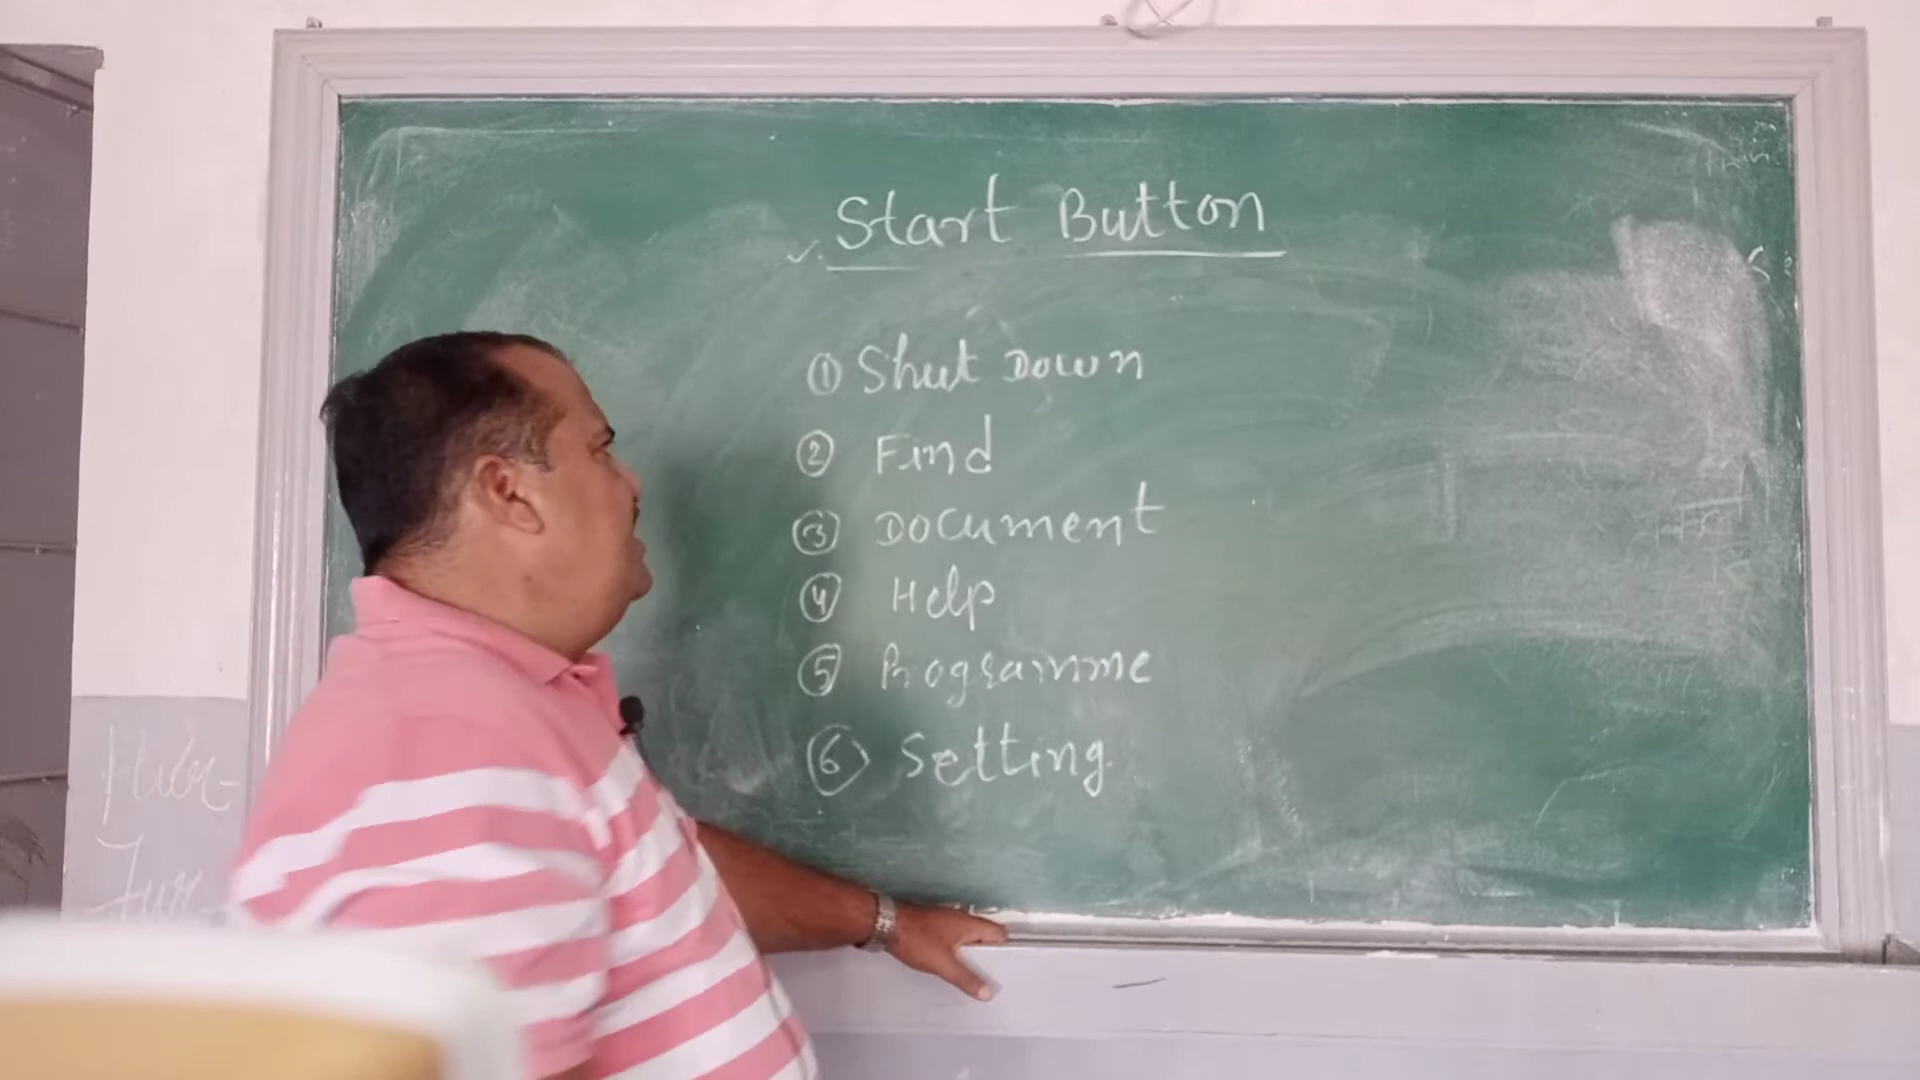 Start Button
① Shut Down
② Find
③ Document
④ Help
⑤ Programme
⑥ Setting